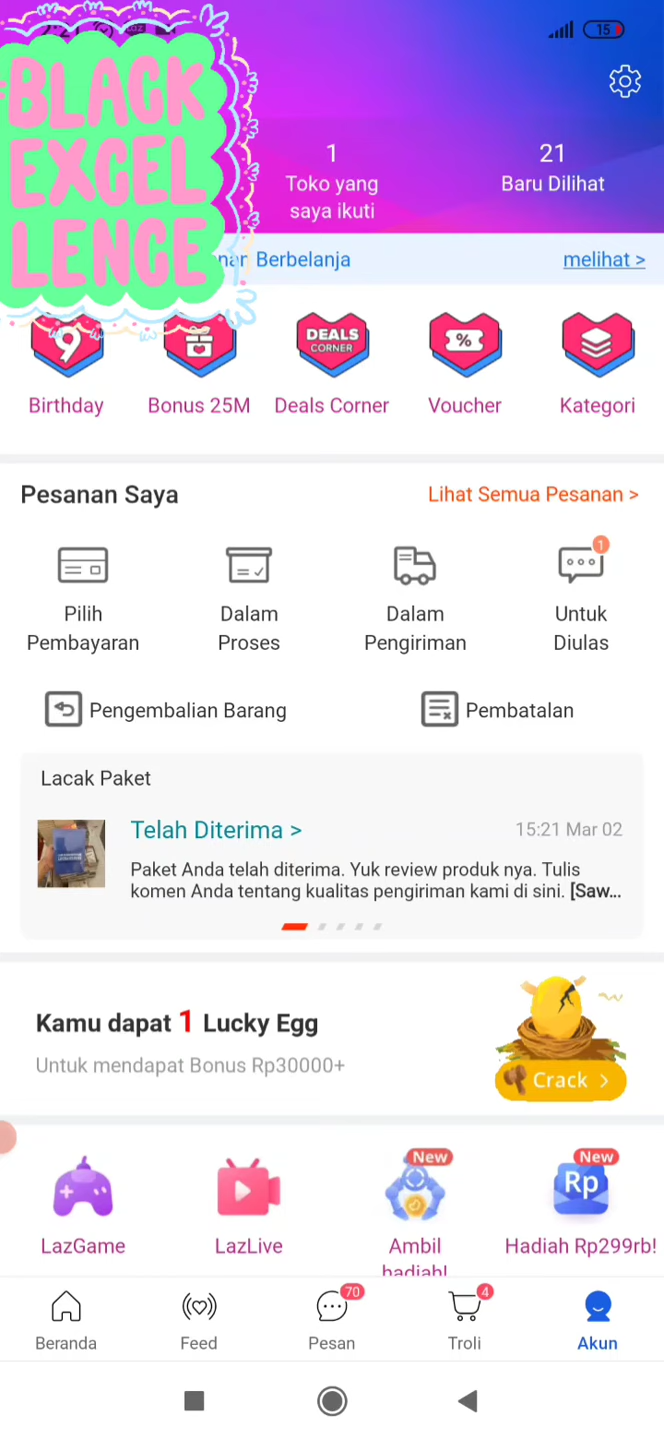 BLACK
EXCEL
LENCE
15
1
21
Toko yang
saya ikuti
Baru Dilihat
Berbelanja
melihat >
9
DEALS
CORNER
%
Birthday
Bonus 25M
Deals Corner
Voucher
Kategori
Pesanan Saya
Lihat Semua Pesanan >
1
Pilih
Pembayaran
Dalam
Proses
Dalam
Pengiriman
Untuk
Diulas
Pengembalian Barang
Pembatalan
Lacak Paket
Telah Diterima >
15:21 Mar 02
Paket Anda telah diterima. Yuk review produk nya. Tulis
komen Anda tentang kualitas pengiriman kami di sini. [Saw...
Kamu dapat 1 Lucky Egg
Untuk mendapat Bonus Rp30000+
Crack >
New
New
Rp
LazGame
LazLive
Ambil
hadiah!
Hadiah Rp299rb!
70
4
Beranda
Feed
Pesan
Troli
Akun